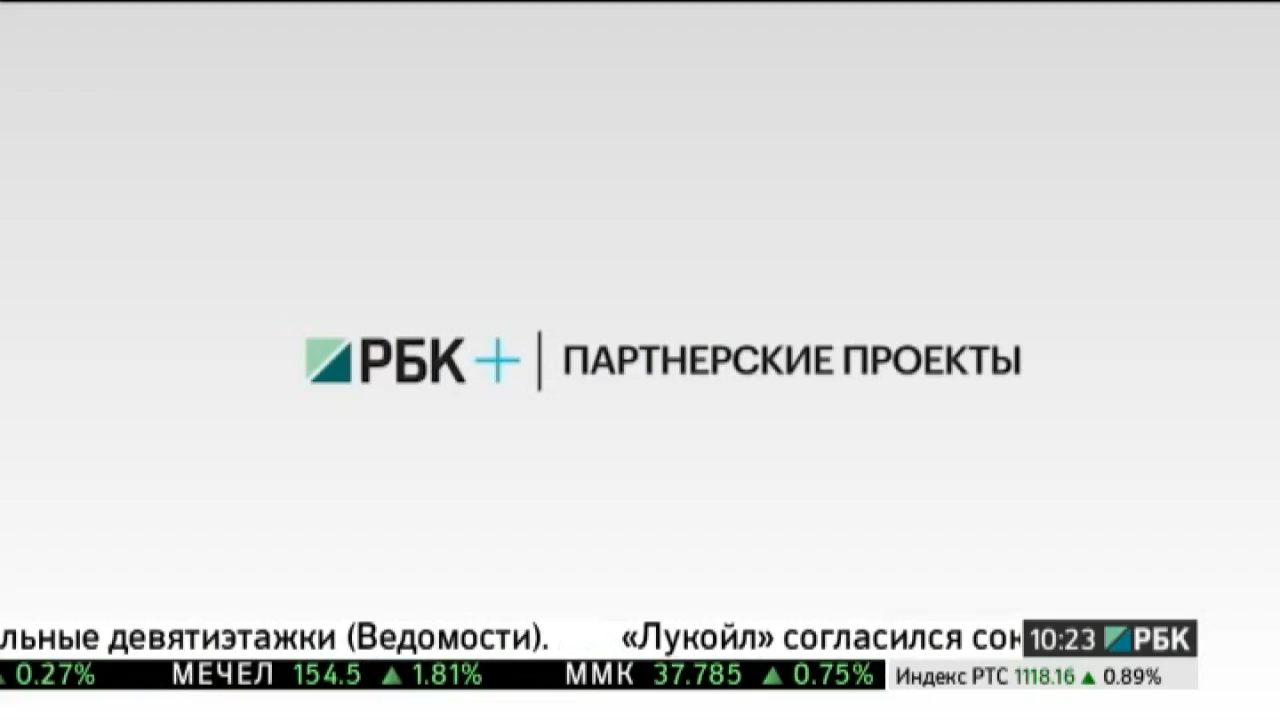 РБК + | ПАРТНЕРСКИЕ ПРОЕКТЫ
льные девятиэтажки (Ведомости). «Лукойл» согласился сок
10:23 РБК
▲ 0.27% МЕЧЕЛ 154.5 ▲ 1.81% ММК 37.785 ▲ 0.75%
Индекс РТС 1118.16 ▲ 0.89%